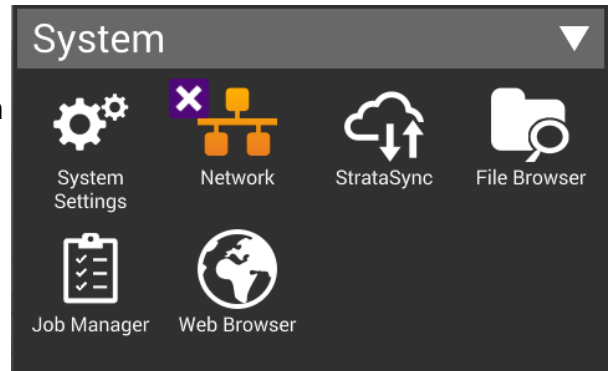 System
System
Settings
Network
StrataSync
File Browser
Job Manager
Web Browser